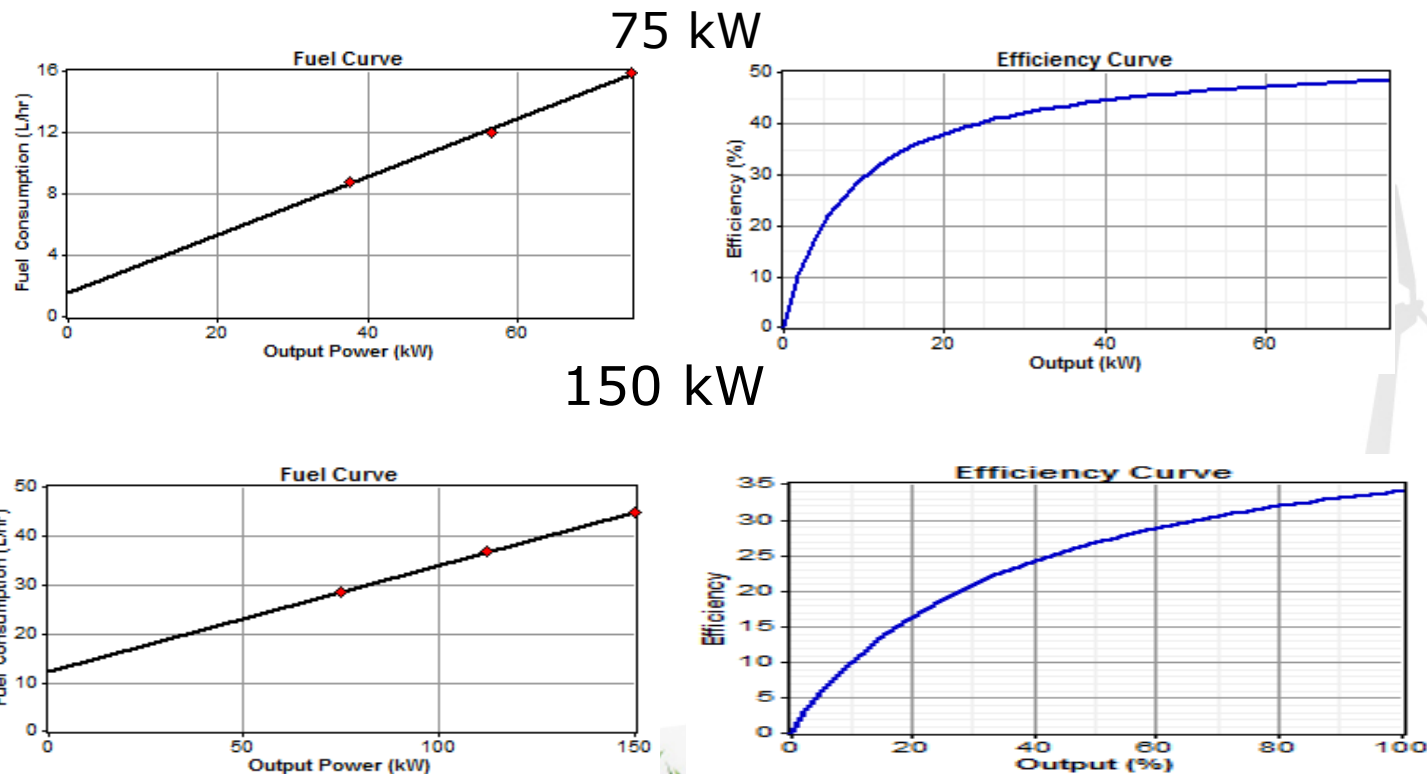 75 kW
Fuel Curve
16
12
8
4
0
Fuel Consumption (L/hr)
0 20 40 60
Output Power (kW)
Efficiency Curve
50
40
30
20
10
0
Efficiency (%)
0 20 40 60
Output (kW)
150 kW
Fuel Curve
50
40
30
20
10
0
Fuel Consumption (L/hr)
0 50 100 150
Output Power (kW)
Efficiency Curve
35
30
25
20
15
10
5
0
Efficiency
0 20 40 60 80 100
Output (%)